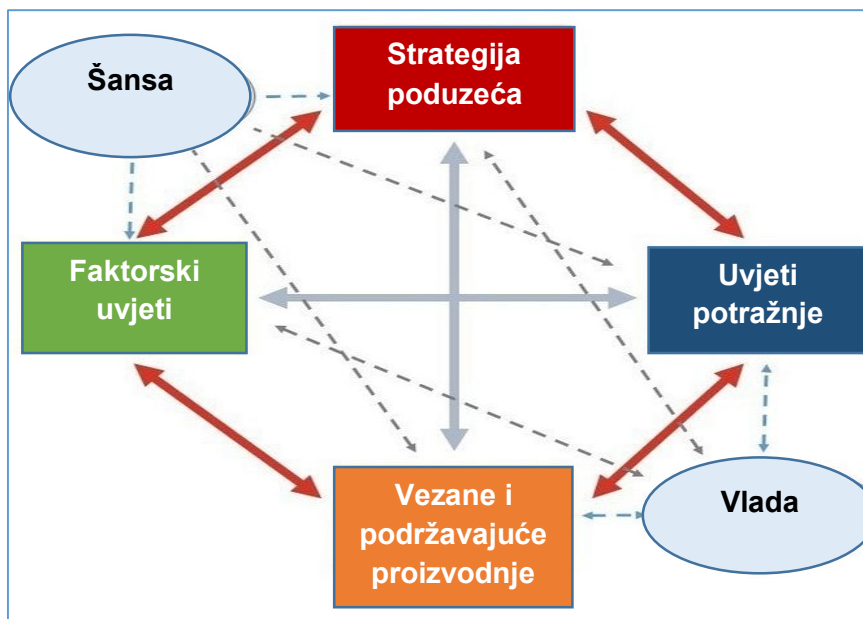 Šansa
Strategija
poduzeća
Faktorski
uvjeti
Uvjeti
potražnje
Vezane i
podržavajuće
proizvodnje
Vlada